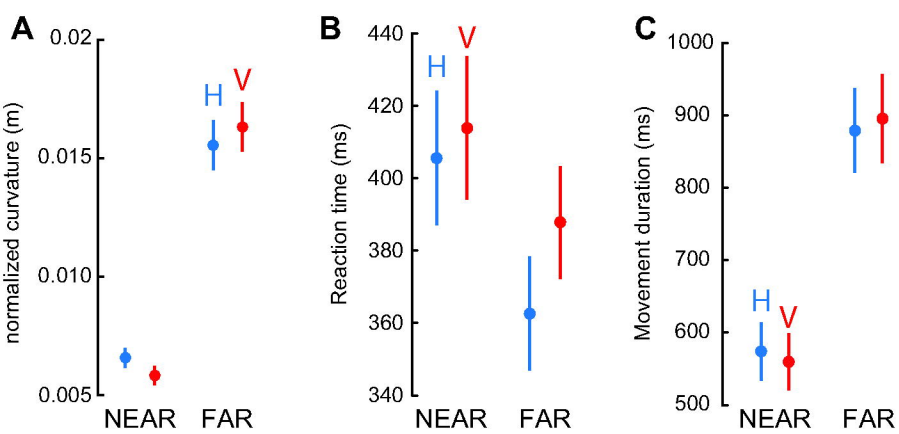 A
normalized curvature (m)
0.02
0.015
0.010
0.005
H
V
NEAR
FAR
B
Reaction time (ms)
440
420
400
380
360
340
H
V
NEAR
FAR
C
Movement duration (ms)
1000
900
800
700
600
500
H
V
NEAR
FAR